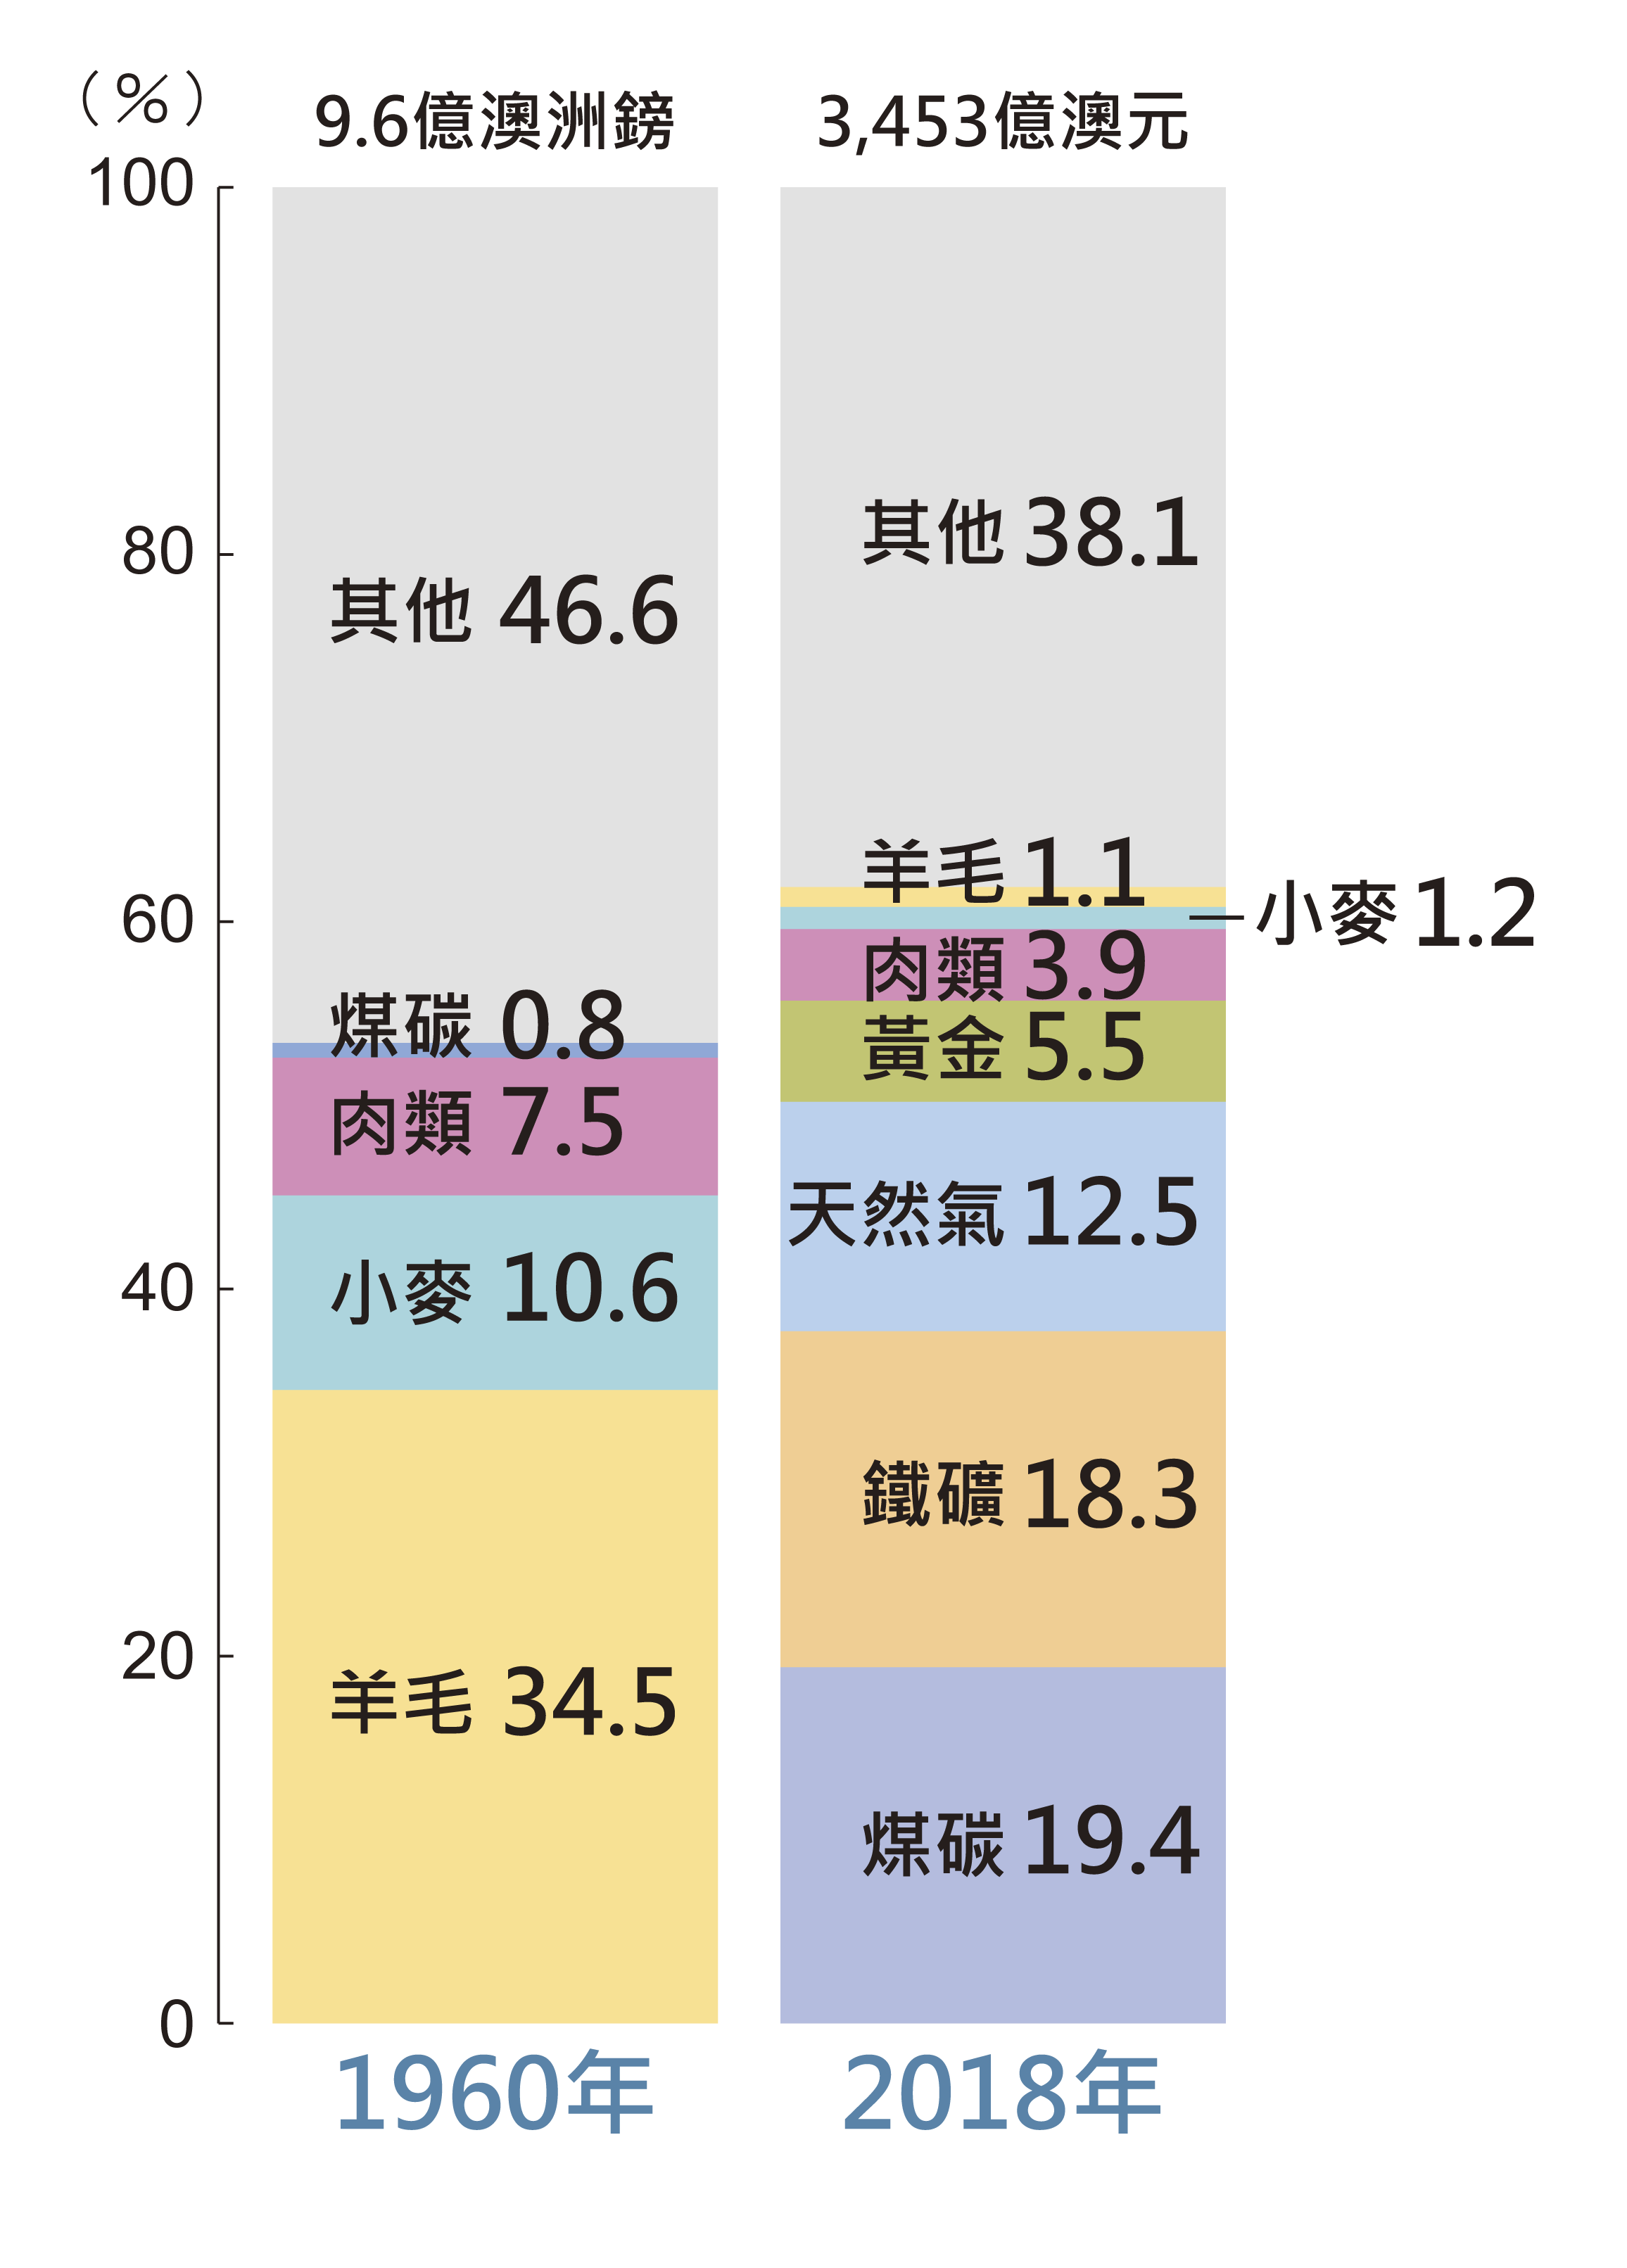 （％）
9.6億澳洲鎊
3,453億澳元
100
80
60
40
20
0
其他 46.6
煤碳 0.8
肉類 7.5
小麥 10.6
羊毛 34.5
其他 38.1
羊毛 1.1
小麥 1.2
肉類 3.9
黃金 5.5
天然氣 12.5
鐵礦 18.3
煤碳 19.4
1960年
2018年